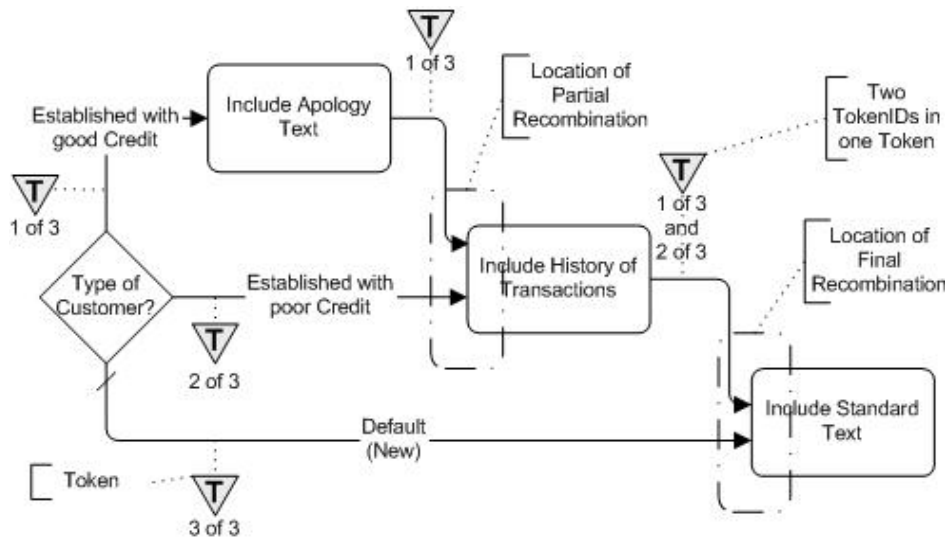 T
1 of 3
Include Apology
Text
Location of
Partial
Recombination
Two
TokenIDs in
one Token
Established with
good Credit
T
1 of 3
T
1 of 3
and
2 of 3
Location of
Final
Recombination
Type of
Customer?
Established with
poor Credit
Include History of
Transactions
T
2 of 3
Default
(New)
Include Standard
Text
Token
T
3 of 3